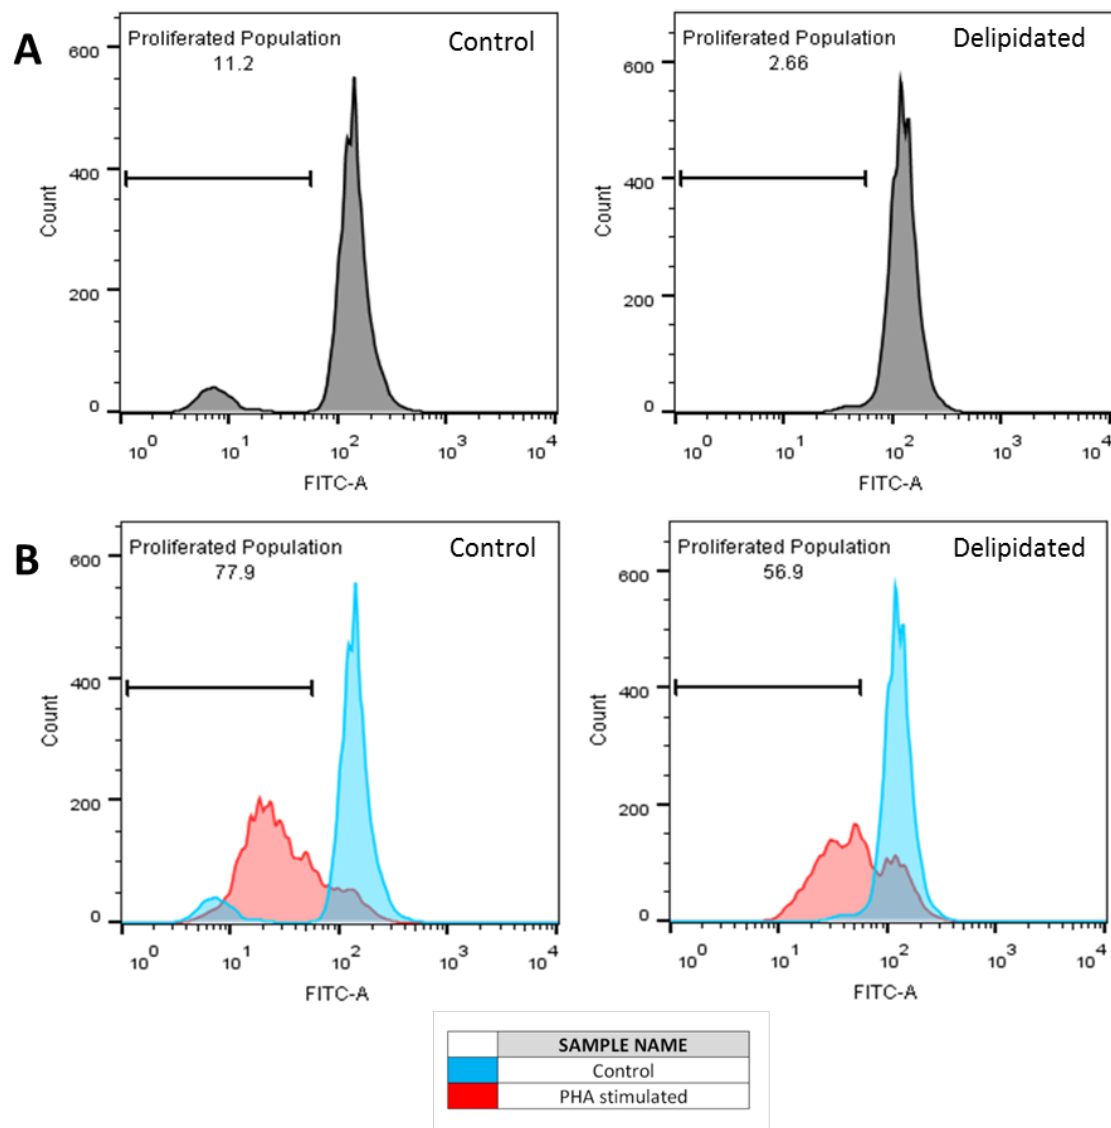 A
Proliferated Population
11.2
Control
600
400
200
0
Count
10^0 10^1 10^2 10^3 10^4
FITC-A
Proliferated Population
2.66
Delipidated
600
400
200
0
Count
10^0 10^1 10^2 10^3 10^4
FITC-A
B
Proliferated Population
77.9
Control
600
400
200
0
Count
10^0 10^1 10^2 10^3 10^4
FITC-A
Proliferated Population
56.9
Delipidated
600
400
200
0
Count
10^0 10^1 10^2 10^3 10^4
FITC-A
SAMPLE NAME
Control
PHA stimulated